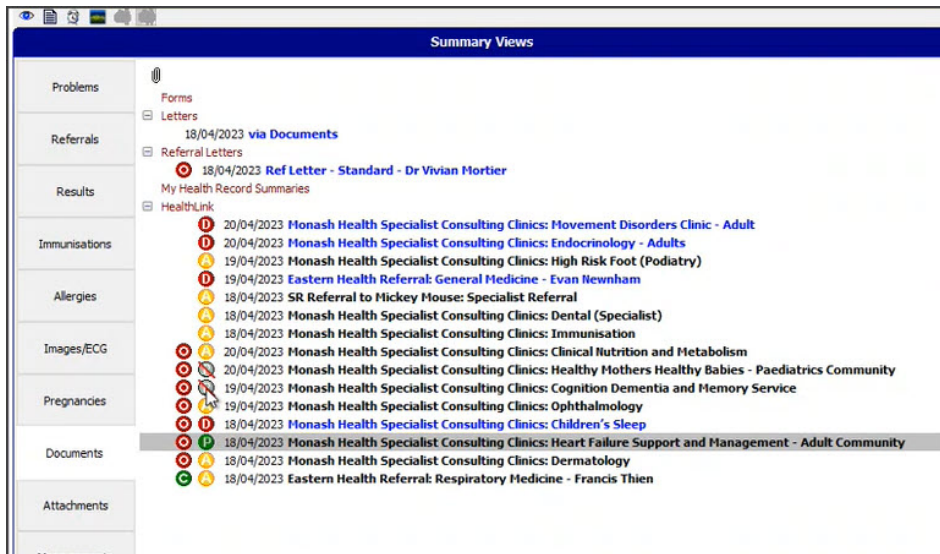 Summary Views
Problems
Referrals
Results
Immunisations
Allergies
Images/ECG
Pregnancies
Documents
Attachments
Forms
Letters
18/04/2023 via Documents
Referral Letters
18/04/2023 Ref Letter - Standard - Dr Vivian Mortier
My Health Record Summaries
HealthLink
D 20/04/2023 Monash Health Specialist Consulting Clinics: Movement Disorders Clinic - Adult
D 20/04/2023 Monash Health Specialist Consulting Clinics: Endocrinology - Adults
A 19/04/2023 Monash Health Specialist Consulting Clinics: High Risk Foot (Podiatry)
D 19/04/2023 Eastern Health Referral: General Medicine - Evan Newnham
A 18/04/2023 SR Referral to Mickey Mouse: Specialist Referral
A 18/04/2023 Monash Health Specialist Consulting Clinics: Dental (Specialist)
A 18/04/2023 Monash Health Specialist Consulting Clinics: Immunisation
A 20/04/2023 Monash Health Specialist Consulting Clinics: Clinical Nutrition and Metabolism
20/04/2023 Monash Health Specialist Consulting Clinics: Healthy Mothers Healthy Babies - Paediatrics Community
19/04/2023 Monash Health Specialist Consulting Clinics: Cognition Dementia and Memory Service
A 19/04/2023 Monash Health Specialist Consulting Clinics: Ophthalmology
D 18/04/2023 Monash Health Specialist Consulting Clinics: Children's Sleep
P 18/04/2023 Monash Health Specialist Consulting Clinics: Heart Failure Support and Management - Adult Community
A 18/04/2023 Monash Health Specialist Consulting Clinics: Dermatology
C A 18/04/2023 Eastern Health Referral: Respiratory Medicine - Francis Thien